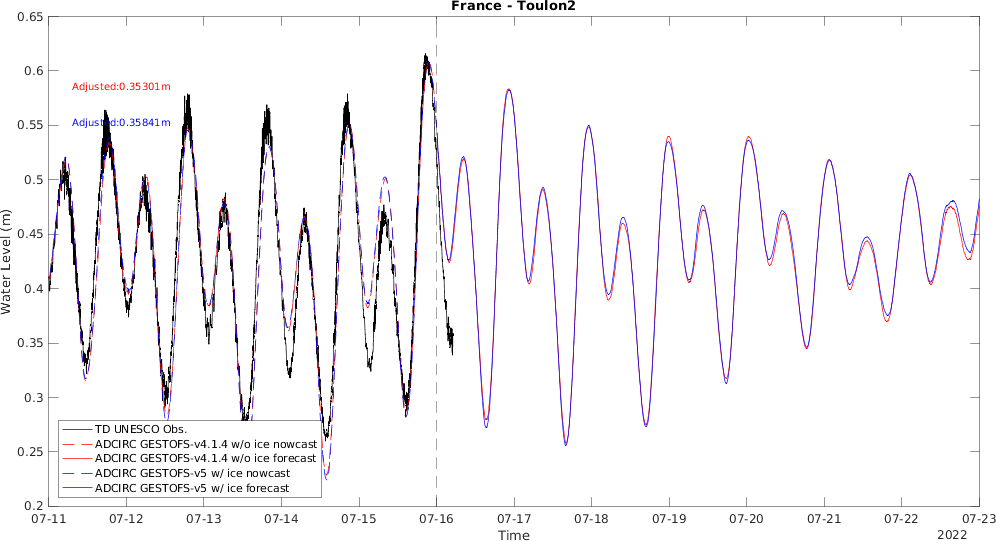 France - Toulon2
0.65
0.6
0.55
0.5
0.45
0.4
0.35
0.3
0.25
0.2
Water Level (m)
Adjusted:0.35301m
Adjusted:0.35841m
TD UNESCO Obs.
ADCIRC GESTOFS-v4.1.4 w/o ice nowcast
ADCIRC GESTOFS-v4.1.4 w/o ice forecast
ADCIRC GESTOFS-v5 w/ ice nowcast
ADCIRC GESTOFS-v5 w/ ice forecast
07-11 07-12 07-13 07-14 07-15 07-16 07-17 07-18 07-19 07-20 07-21 07-22 07-23
Time
2022